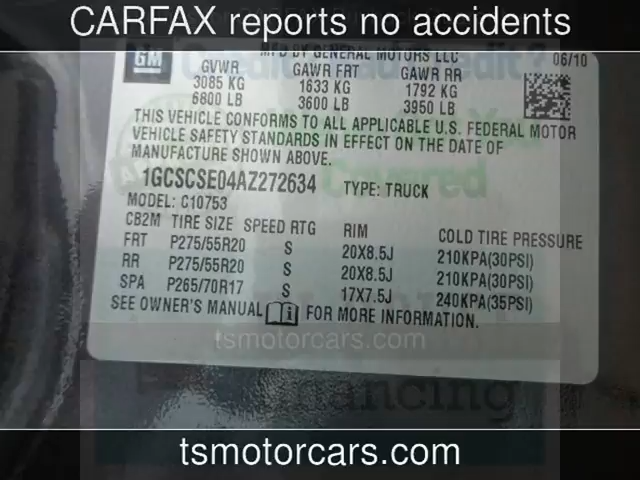 CARFAX reports no accidents
GM
MFD BY GENERAL MOTORS LLC
06/10
GVWR GAWR FRT GAWR RR
3085 KG 1633 KG 1792 KG
6800 LB 3600 LB 3950 LB
THIS VEHICLE CONFORMS TO ALL APPLICABLE U.S. FEDERAL MOTOR
VEHICLE SAFETY STANDARDS IN EFFECT ON THE DATE OF
MANUFACTURE SHOWN ABOVE.
1GCSCSE04AZ272634 TYPE: TRUCK
MODEL: C10753
CB2M TIRE SIZE SPEED RTG RIM COLD TIRE PRESSURE
FRT P275/55R20 S 20X8.5J 210KPA(30PSI)
RR P275/55R20 S 20X8.5J 210KPA(30PSI)
SPA P265/70R17 S 17X7.5J 240KPA(35PSI)
SEE OWNER'S MANUAL FOR MORE INFORMATION.
tsmotorcars.com
Covered
financing
tsmotorcars.com